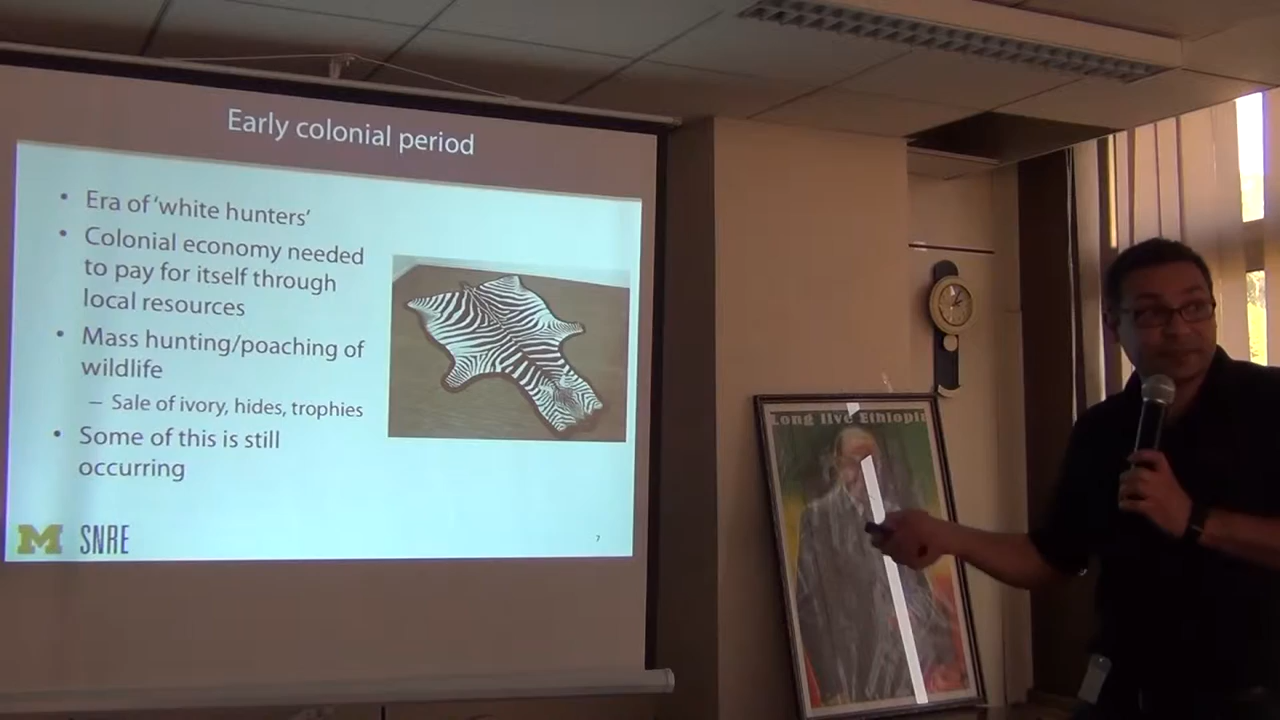 Early colonial period
• Era of ‘white hunters’
• Colonial economy needed
to pay for itself through
local resources
• Mass hunting/poaching of
wildlife
– Sale of ivory, hides, trophies
• Some of this is still
occurring
M SNRE
7
Long live Ethiopia